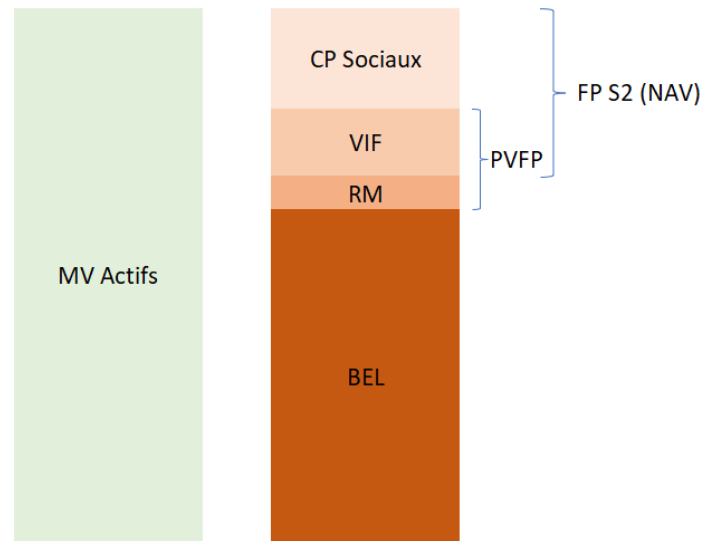 CP Sociaux
FP S2 (NAV)
VIF
PVFP
RM
MV Actifs
BEL